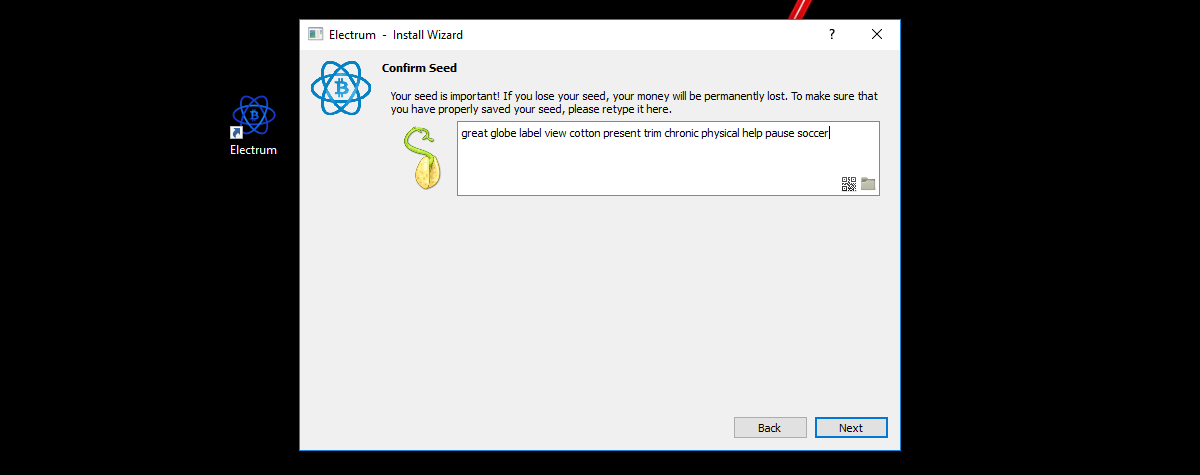 Electrum - Install Wizard
?
Confirm Seed
Your seed is important! If you lose your seed, your money will be permanently lost. To make sure that
you have properly saved your seed, please retype it here.
great globe label view cotton present trim chronic physical help pause soccer
Electrum
Back
Next